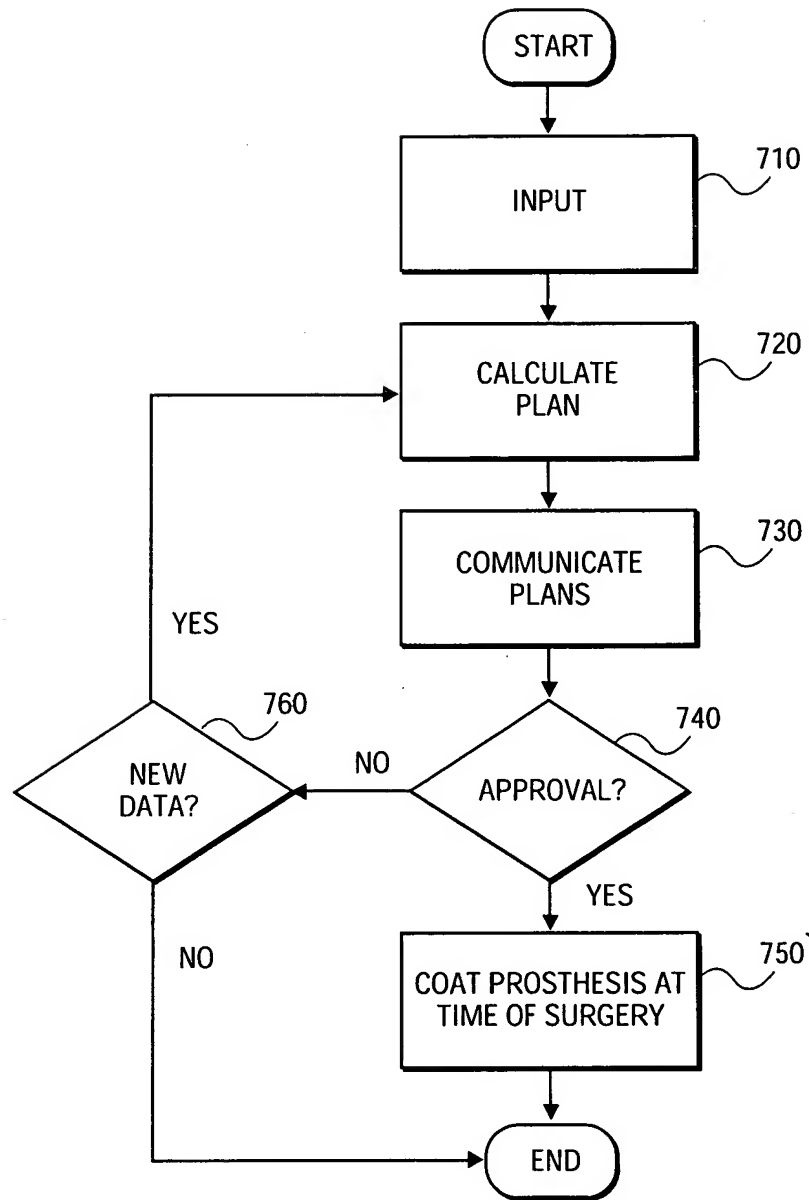 START
INPUT
710
CALCULATE
PLAN
720
COMMUNICATE
PLANS
730
YES
760
NEW
DATA?
NO
740
APPROVAL?
YES
NO
COAT PROSTHESIS AT
TIME OF SURGERY
750
END